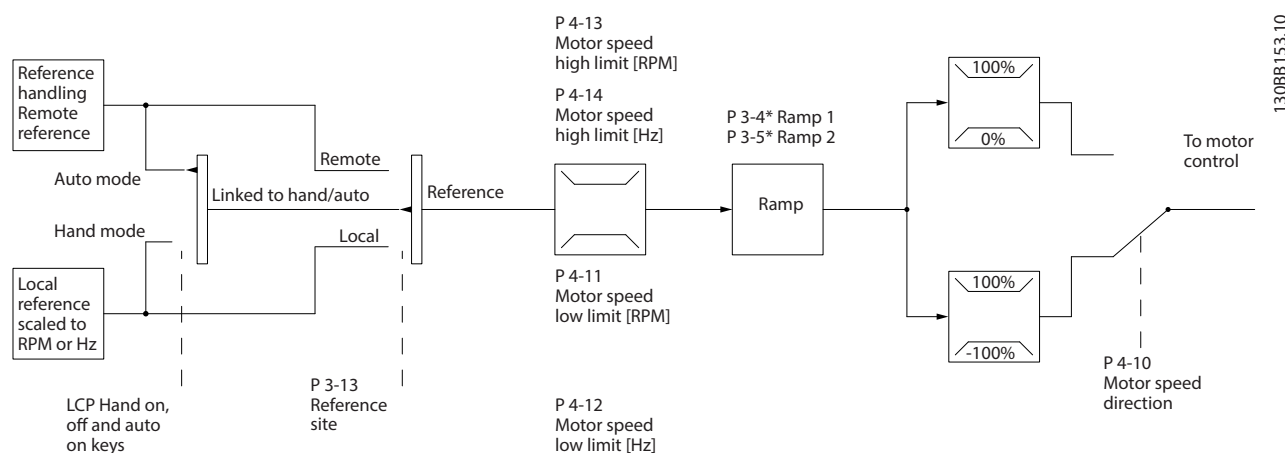 Reference
handling
Remote
reference
Auto mode
Hand mode
Local
reference
scaled to
RPM or Hz
LCP Hand on,
off and auto
on keys
Linked to hand/auto
Remote
Local
P 3-13
Reference
site
Reference
P 4-13
Motor speed
high limit [RPM]
P 4-14
Motor speed
high limit [Hz]
P 4-11
Motor speed
low limit [RPM]
P 4-12
Motor speed
low limit [Hz]
P 3-4* Ramp 1
P 3-5* Ramp 2
Ramp
100%
0%
100%
-100%
To motor
control
P 4-10
Motor speed
direction
130BB153.10